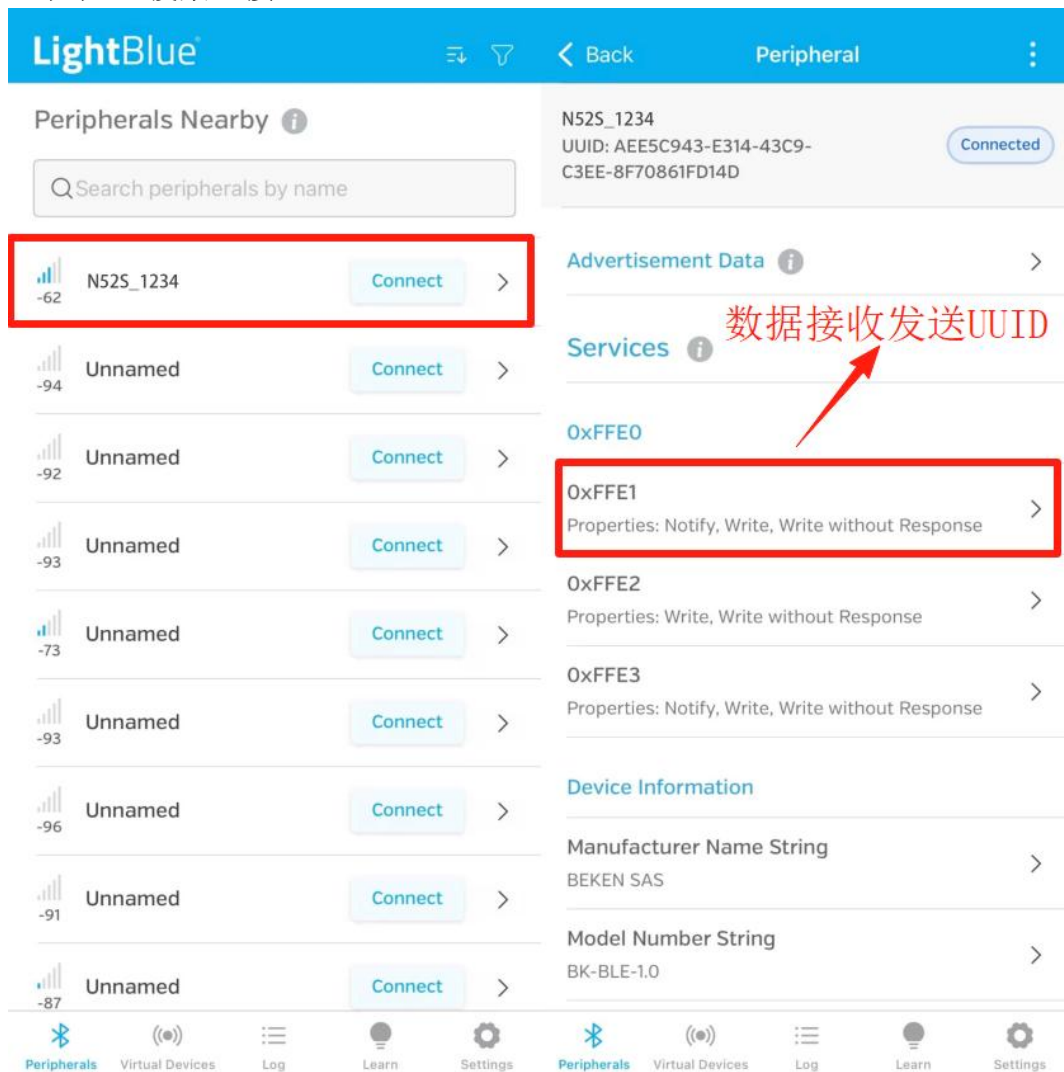 LightBlue
Peripherals Nearby
Search peripherals by name
-62
N52S_1234
Connect
-94
Unnamed
Connect
-92
Unnamed
Connect
-93
Unnamed
Connect
-73
Unnamed
Connect
-93
Unnamed
Connect
-96
Unnamed
Connect
-91
Unnamed
Connect
-87
Unnamed
Connect
Peripherals Virtual Devices Log Learn Settings
Back Peripheral
N52S_1234
UUID: AEE5C943-E314-43C9-
C3EE-8F70861FD14D
Connected
Advertisement Data
数据接收发送UUID
Services
0xFFE0
0xFFE1
Properties: Notify, Write, Write without Response
0xFFE2
Properties: Write, Write without Response
0xFFE3
Properties: Notify, Write, Write without Response
Device Information
Manufacturer Name String
BEKEN SAS
Model Number String
BK-BLE-1.0
Peripherals Virtual Devices Log Learn Settings